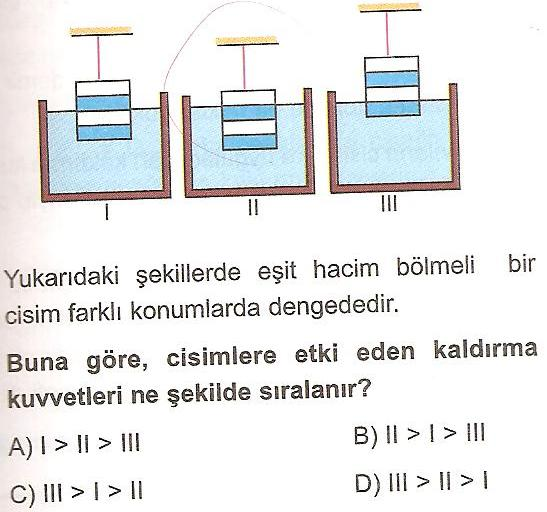 I
II
III
Yukarıdaki şekillerde eşit hacim bölmeli bir
cisim farklı konumlarda dengededir.
Buna göre, cisimlere etki eden kaldırma
kuvvetleri ne şekilde sıralanır?
A) I > II > III
B) II > I > III
C) III > I > II
D) III > II > I